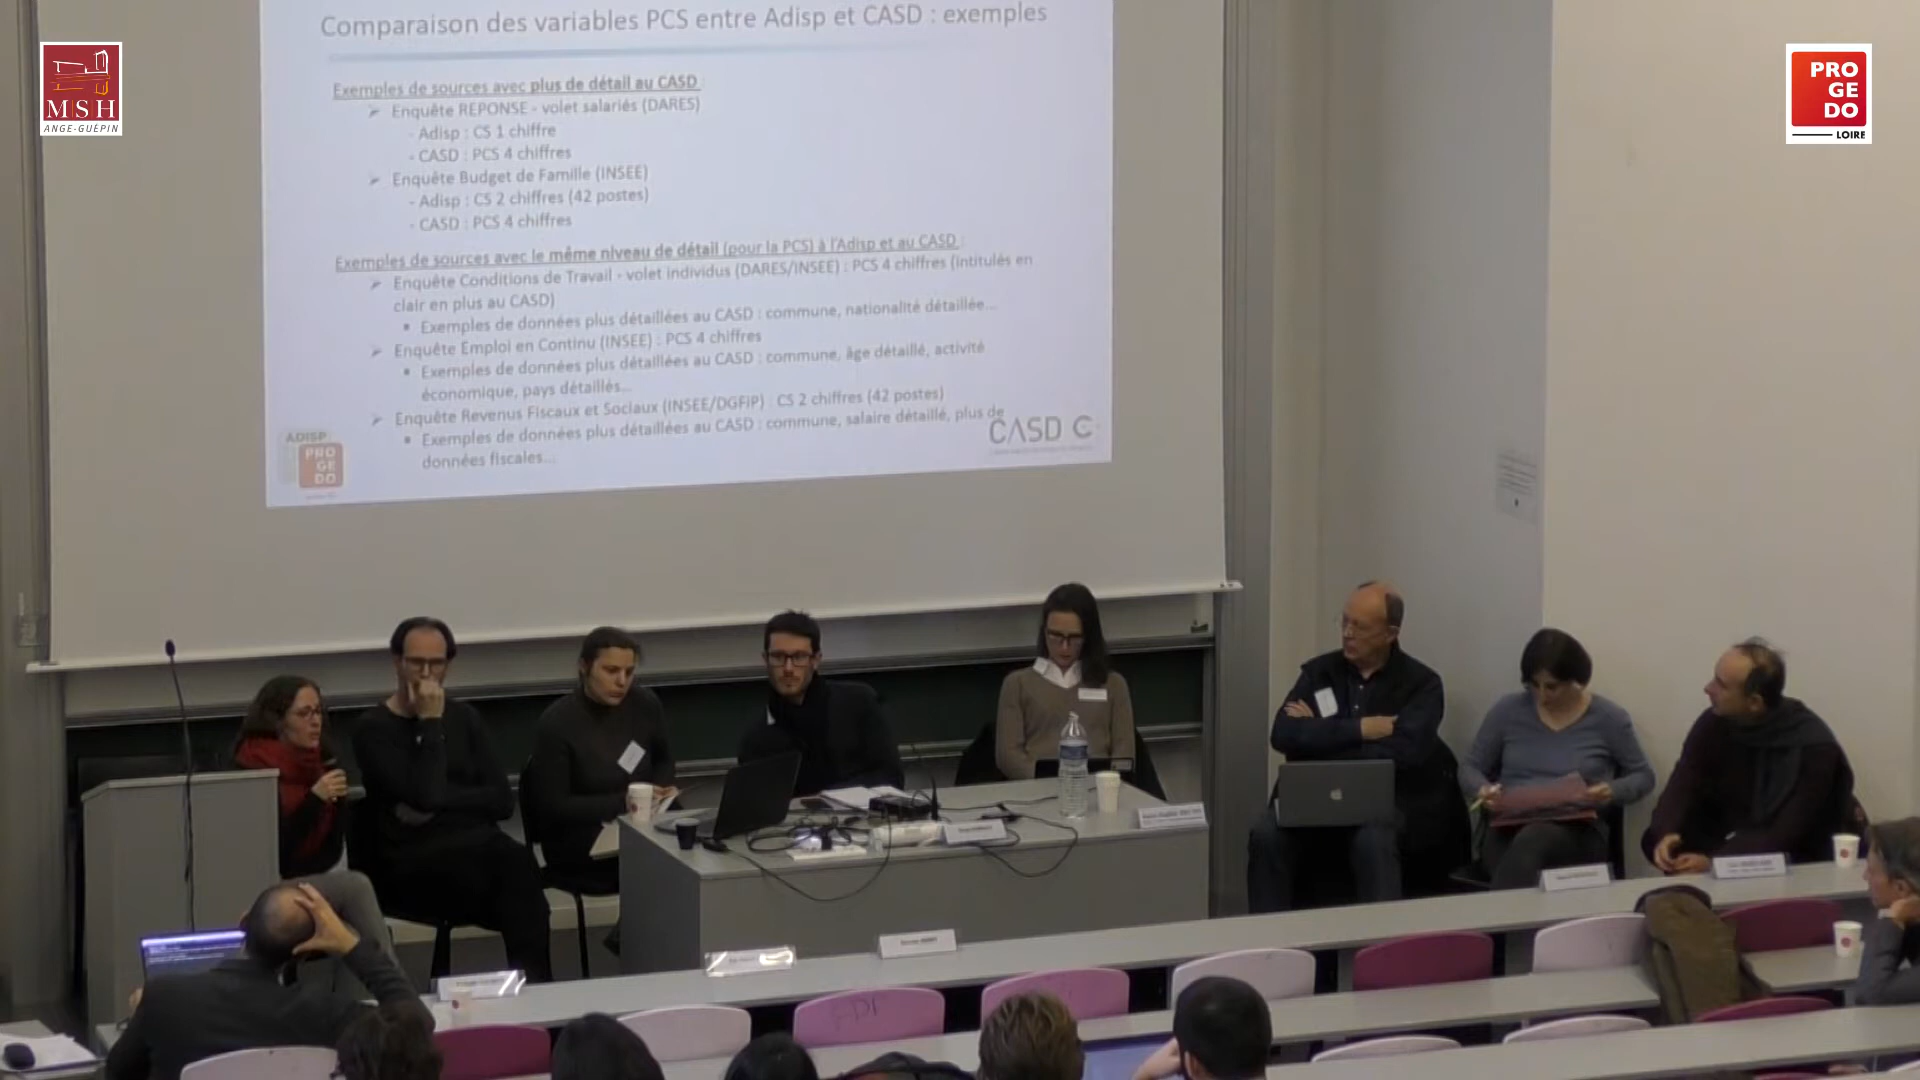 Comparaison des variables PCS entre Adisp et CASD : exemples
MSH
ANGE-GUÉPIN
PRO
GE
DO
LOIRE
Exemples de sources avec plus de détail au CASD :
➢ Enquête REPONSE - volet salariés (DARES)
- Adisp : CS 1 chiffre
- CASD : PCS 4 chiffres
➢ Enquête Budget de Famille (INSEE)
- Adisp : CS 2 chiffres (42 postes)
- CASD : PCS 4 chiffres
Exemples de sources avec le même niveau de détail (pour la PCS) à l'Adisp et au CASD :
➢ Enquête Conditions de Travail - volet individus (DARES/INSEE) : PCS 4 chiffres (intitulés en
clair en plus au CASD)
▪ Exemples de données plus détaillées au CASD : commune, nationalité détaillée...
➢ Enquête Emploi en Continu (INSEE) : PCS 4 chiffres
▪ Exemples de données plus détaillées au CASD : commune, âge détaillé, activité
économique, pays détaillés...
➢ Enquête Revenus Fiscaux et Sociaux (INSEE/DGFiP) : CS 2 chiffres (42 postes)
▪ Exemples de données plus détaillées au CASD : commune, salaire détaillé, plus de
données fiscales...
ADISP
PRO
GE
DO
CASD